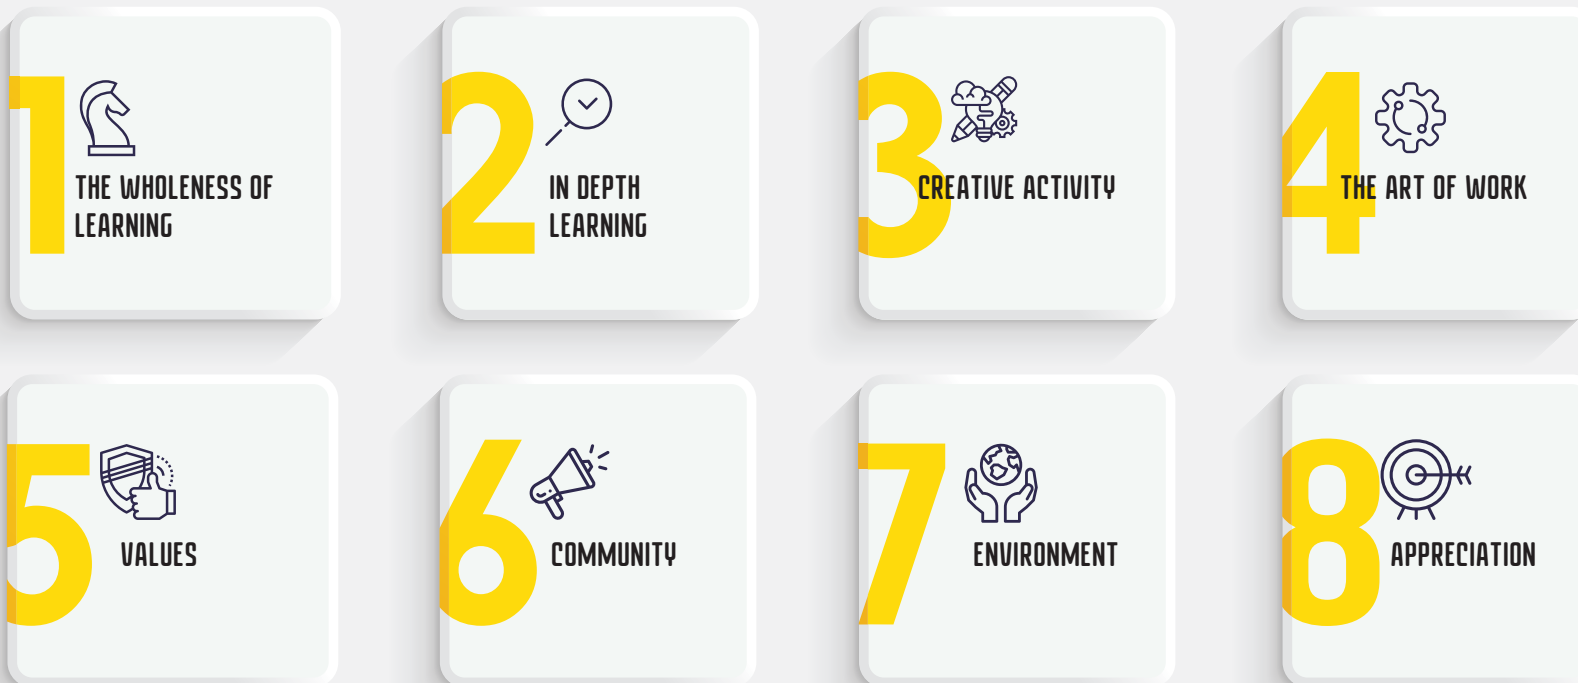 1
THE WHOLENESS OF
LEARNING
2
IN DEPTH
LEARNING
3
CREATIVE ACTIVITY
4
THE ART OF WORK
5
VALUES
6
COMMUNITY
7
ENVIRONMENT
8
APPRECIATION